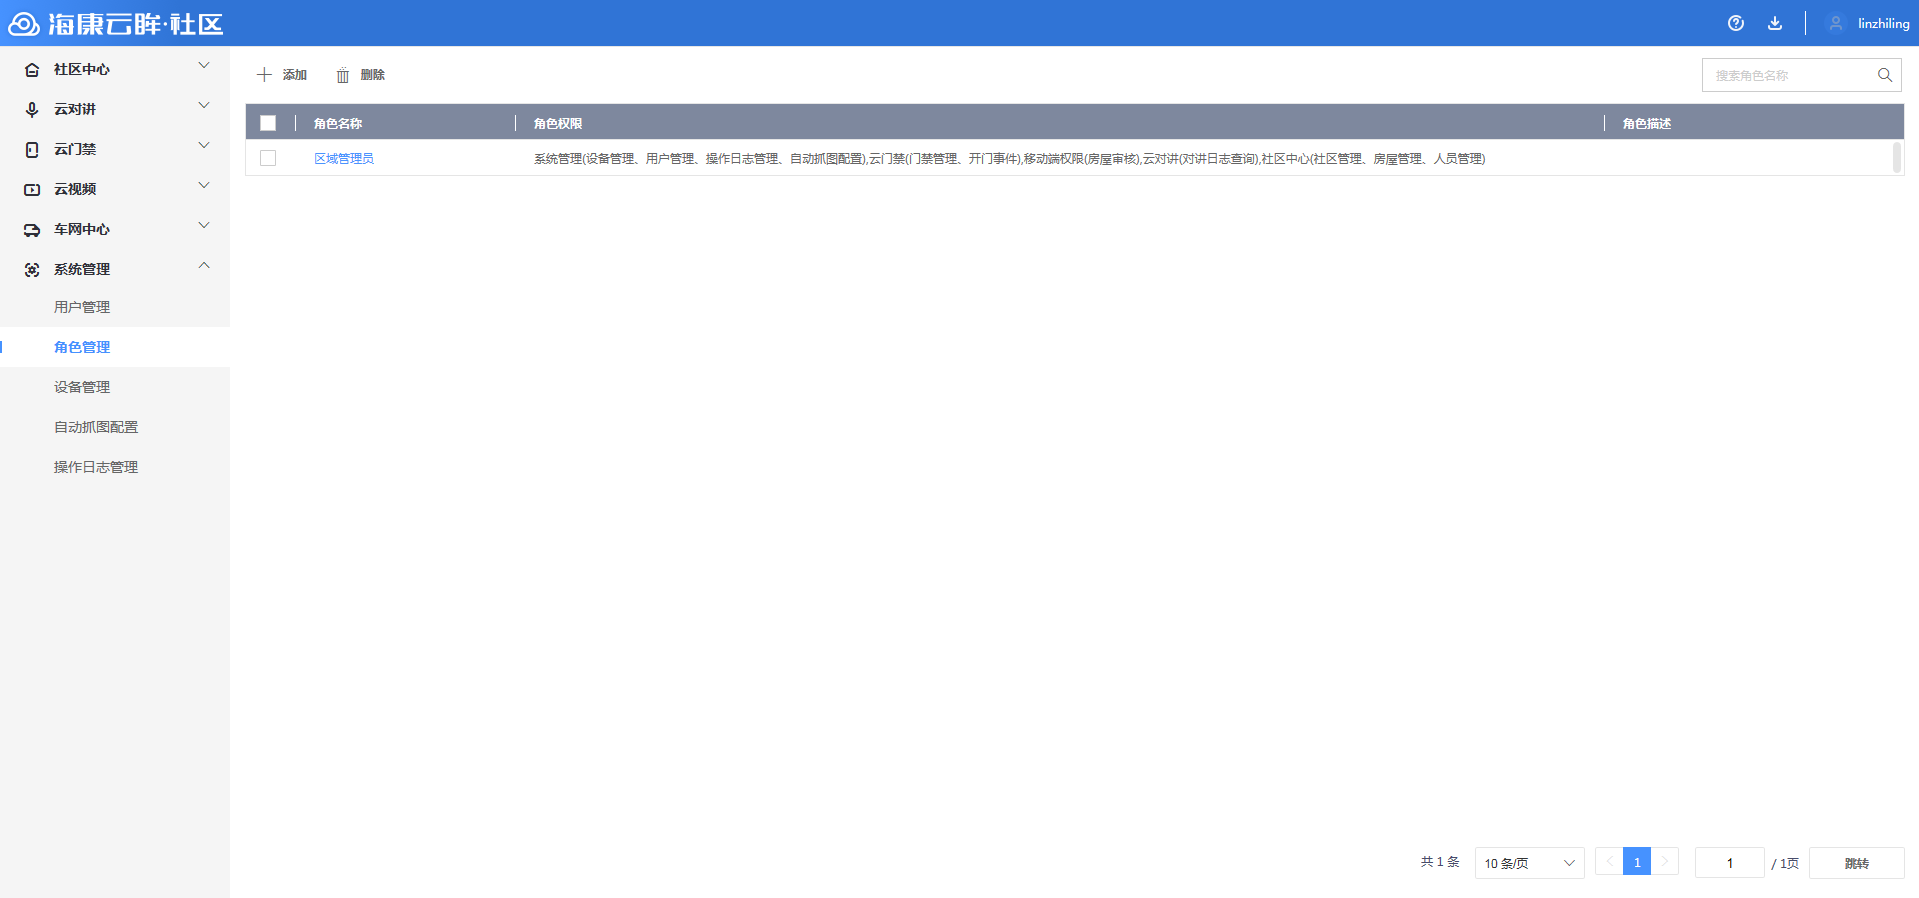 海康云眸·社区
linzhiling
社区中心
云对讲
云门禁
云视频
车网中心
系统管理
用户管理
角色管理
设备管理
自动抓图配置
操作日志管理
添加 删除
搜索角色名称
角色名称 角色权限 角色描述
区域管理员 系统管理(设备管理、用户管理、操作日志管理、自动抓图配置),云门禁(门禁管理、开门事件),移动端权限(房屋审核),云对讲(对讲日志查询),社区中心(社区管理、房屋管理、人员管理)
共 1 条 10 条/页 1 1 / 1页 跳转